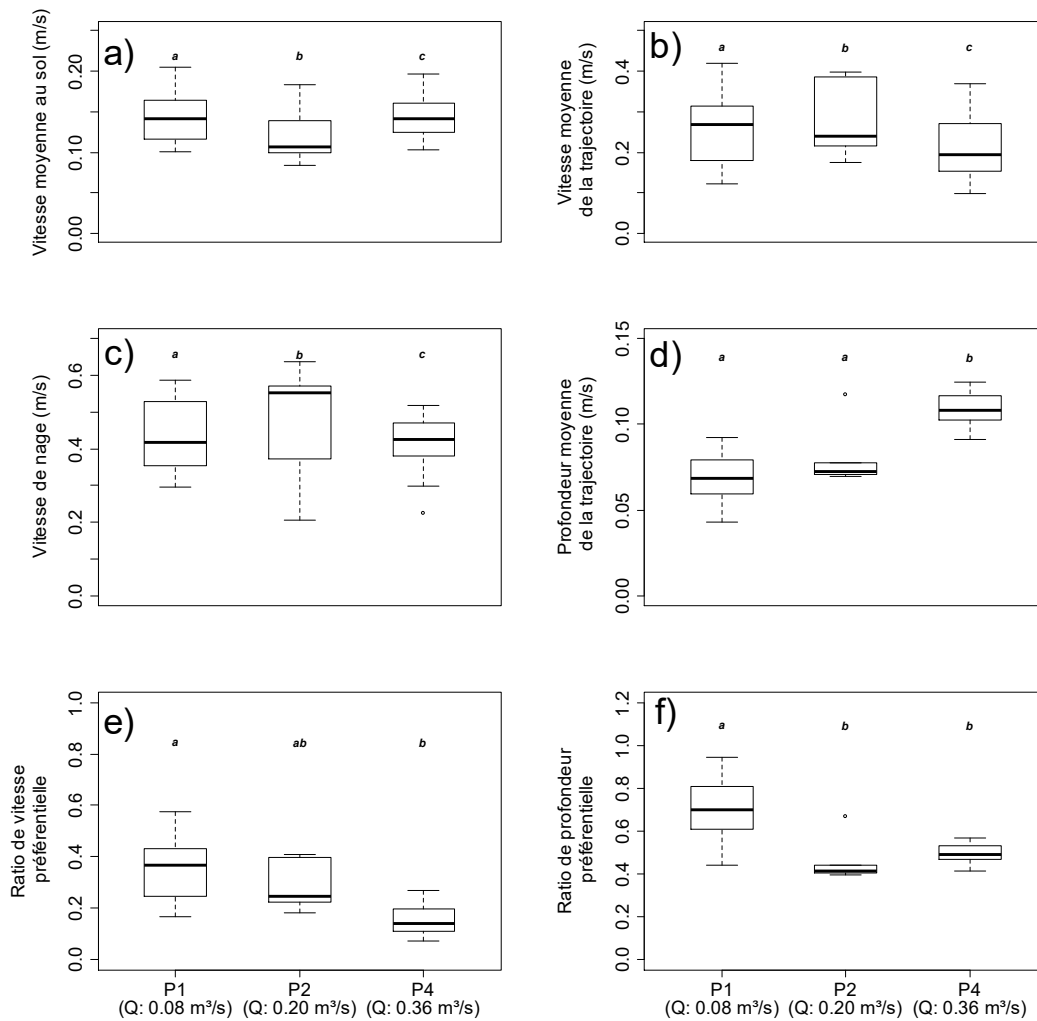 a)
Vitesse moyenne au sol (m/s)
0.00
0.10
0.20
a
b
c
b)
Vitesse moyenne
de la trajectoire (m/s)
0.0
0.2
0.4
a
b
c
c)
Vitesse de nage (m/s)
0.0
0.2
0.4
0.6
a
b
c
d)
Profondeur moyenne
de la trajectoire (m/s)
0.00
0.05
0.10
0.15
a
a
b
e)
Ratio de vitesse
préférentielle
0.0
0.2
0.4
0.6
0.8
1.0
a
ab
b
P1
(Q: 0.08 m³/s)
P2
(Q: 0.20 m³/s)
P4
(Q: 0.36 m³/s)
f)
Ratio de profondeur
préférentielle
0.0
0.2
0.4
0.6
0.8
1.0
1.2
a
b
b
P1
(Q: 0.08 m³/s)
P2
(Q: 0.20 m³/s)
P4
(Q: 0.36 m³/s)